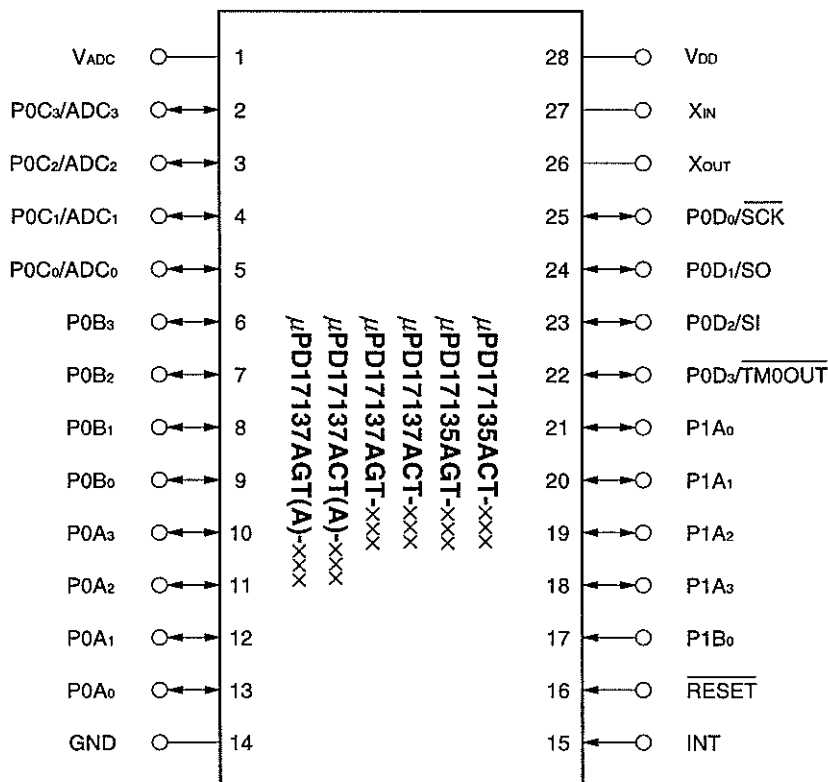 VADC 1 28 VDD
P0C₃/ADC₃ 2 27 XIN
P0C₂/ADC₂ 3 26 XOUT
P0C₁/ADC₁ 4 25 P0D₀/S̅C̅K̅
P0C₀/ADC₀ 5 24 P0D₁/SO
P0B₃ 6 23 P0D₂/SI
P0B₂ 7 22 P0D₃/T̅M̅0̅O̅U̅T̅
P0B₁ 8 21 P1A₀
P0B₀ 9 20 P1A₁
P0A₃ 10 19 P1A₂
P0A₂ 11 18 P1A₃
P0A₁ 12 17 P1B₀
P0A₀ 13 16 R̅E̅S̅E̅T̅
GND 14 15 INT
μPD17135ACT-×××
μPD17135AGT-×××
μPD17137ACT-×××
μPD17137AGT-×××
μPD17137ACT(A)-×××
μPD17137AGT(A)-×××